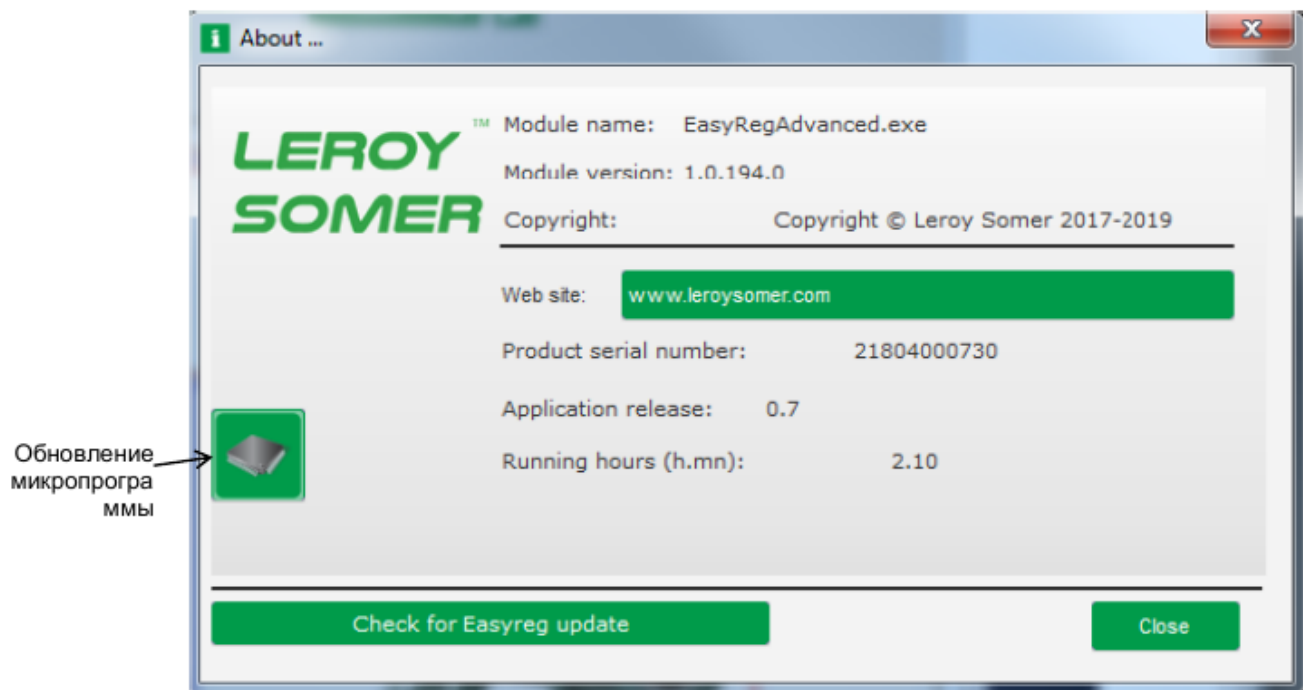 About ...
LEROY ™
SOMER
Module name: EasyRegAdvanced.exe
Module version: 1.0.194.0
Copyright: Copyright © Leroy Somer 2017-2019
Web site: www.leroysomer.com
Product serial number: 21804000730
Application release: 0.7
Running hours (h.mn): 2.10
Обновление
микропрогра
ммы
Check for Easyreg update
Close